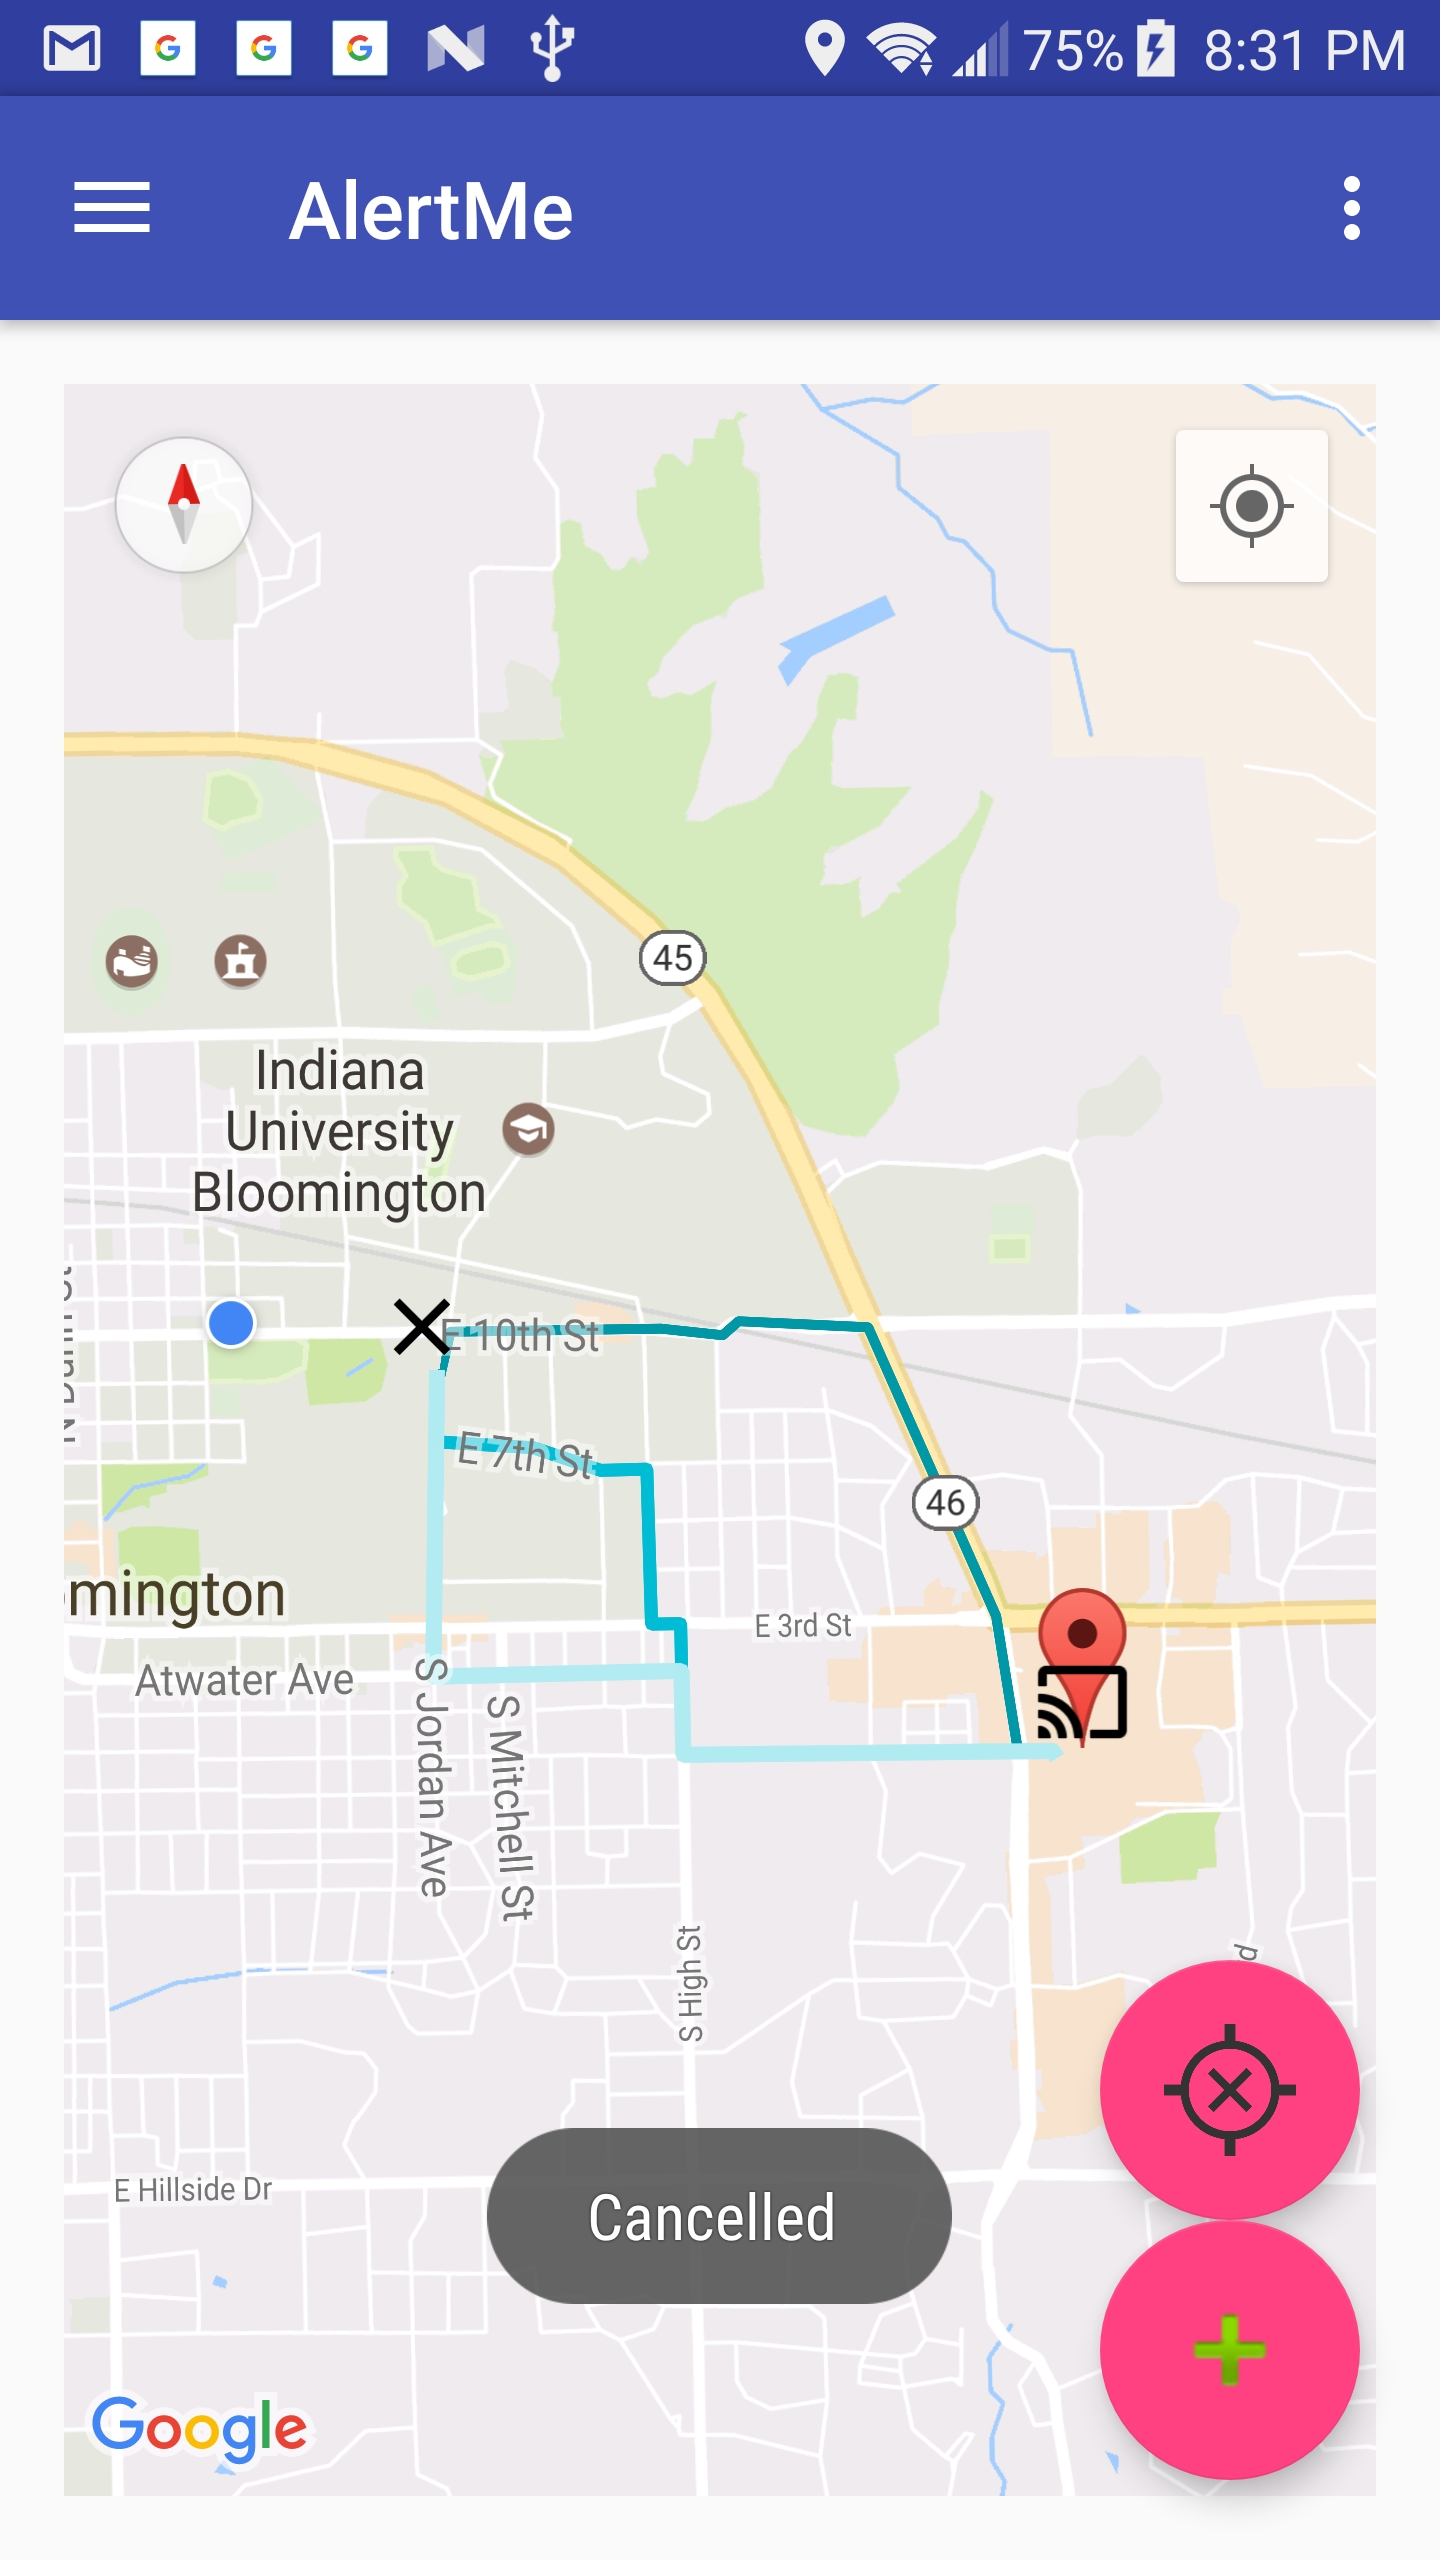 75% 8:31 PM
AlertMe
45
Indiana
University
Bloomington
E 10th St
E 7th St
46
omington
E 3rd St
Atwater Ave
S Jordan Ave
S Mitchell St
S High St
E Hillside Dr
Cancelled
Google